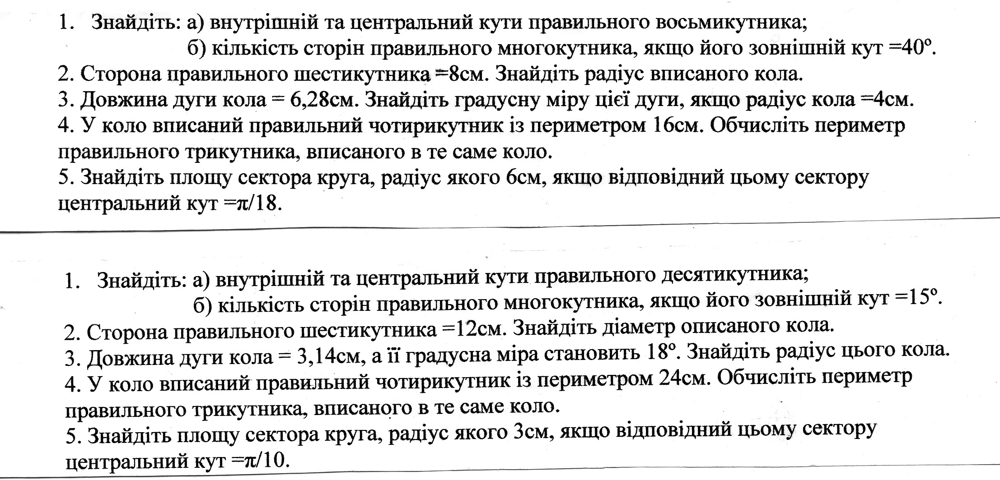 1. Знайдіть: а) внутрішній та центральний кути правильного восьмикутника;
б) кількість сторін правильного многокутника, якщо його зовнішній кут =40º.
2. Сторона правильного шестикутника =8см. Знайдіть радіус вписаного кола.
3. Довжина дуги кола = 6,28см. Знайдіть градусну міру цієї дуги, якщо радіус кола =4см.
4. У коло вписаний правильний чотирикутник із периметром 16см. Обчисліть периметр
правильного трикутника, вписаного в те саме коло.
5. Знайдіть площу сектора круга, радіус якого 6см, якщо відповідний цьому сектору
центральний кут =π/18.
1. Знайдіть: а) внутрішній та центральний кути правильного десятикутника;
б) кількість сторін правильного многокутника, якщо його зовнішній кут =15º.
2. Сторона правильного шестикутника =12см. Знайдіть діаметр описаного кола.
3. Довжина дуги кола = 3,14см, а її градусна міра становить 18º. Знайдіть радіус цього кола.
4. У коло вписаний правильний чотирикутник із периметром 24см. Обчисліть периметр
правильного трикутника, вписаного в те саме коло.
5. Знайдіть площу сектора круга, радіус якого 3см, якщо відповідний цьому сектору
центральний кут =π/10.